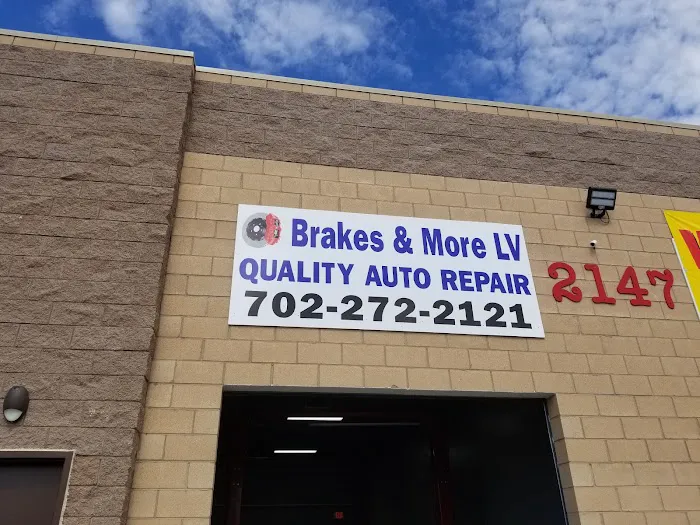 Brakes & More LV
QUALITY AUTO REPAIR
702-272-2121
2147